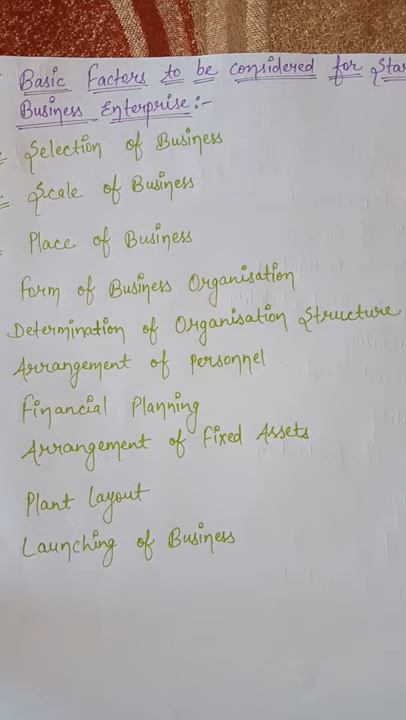 Basic Factors to be considered for Star
Business Enterprise:-
Selection of Business
Scale of Business
Place of Business
Form of Business Organisation
Determination of Organisation Structure
Arrangement of Personnel
Financial Planning
Arrangement of Fixed Assets
Plant Layout
Launching of Business